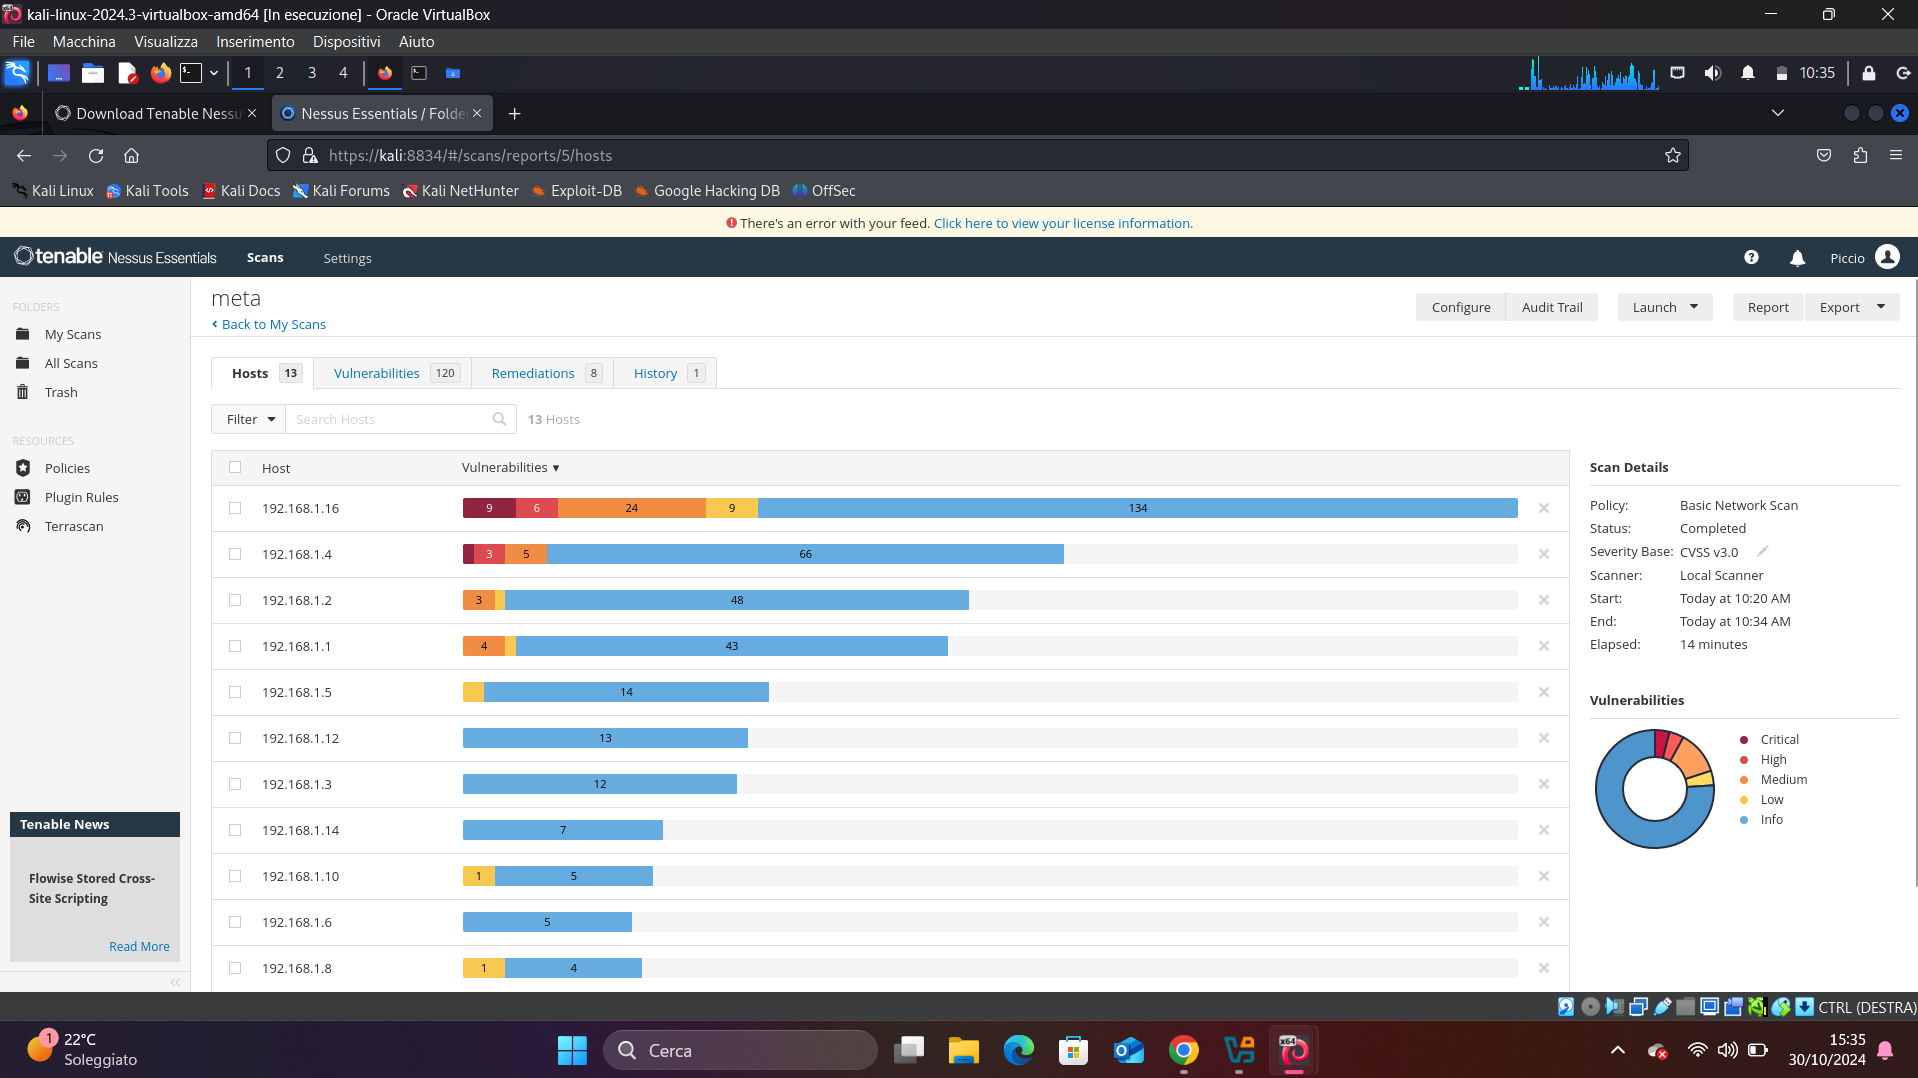 kali-linux-2024.3-virtualbox-amd64 [In esecuzione] - Oracle VirtualBox
File Macchina Visualizza Inserimento Dispositivi Aiuto
1 2 3 4 10:35
Download Tenable Nessu Nessus Essentials / Folde
https://kali:8834/#/scans/reports/5/hosts
Kali Linux Kali Tools Kali Docs Kali Forums Kali NetHunter Exploit-DB Google Hacking DB OffSec
There's an error with your feed. Click here to view your license information.
tenable Nessus Essentials Scans Settings Piccio
FOLDERS
My Scans
All Scans
Trash
RESOURCES
Policies
Plugin Rules
Terrascan
Tenable News
Flowise Stored Cross-
Site Scripting
Read More
meta
Back to My Scans
Configure Audit Trail Launch Report Export
Hosts 13 Vulnerabilities 120 Remediations 8 History 1
Filter Search Hosts 13 Hosts
Host Vulnerabilities
192.168.1.16 9 6 24 9 134
192.168.1.4 3 5 66
192.168.1.2 3 48
192.168.1.1 4 43
192.168.1.5 14
192.168.1.12 13
192.168.1.3 12
192.168.1.14 7
192.168.1.10 1 5
192.168.1.6 5
192.168.1.8 1 4
Scan Details
Policy: Basic Network Scan
Status: Completed
Severity Base: CVSS v3.0
Scanner: Local Scanner
Start: Today at 10:20 AM
End: Today at 10:34 AM
Elapsed: 14 minutes
Vulnerabilities
Critical
High
Medium
Low
Info
CTRL (DESTRA)
1 22°C
Soleggiato
Cerca
x64
15:35
30/10/2024